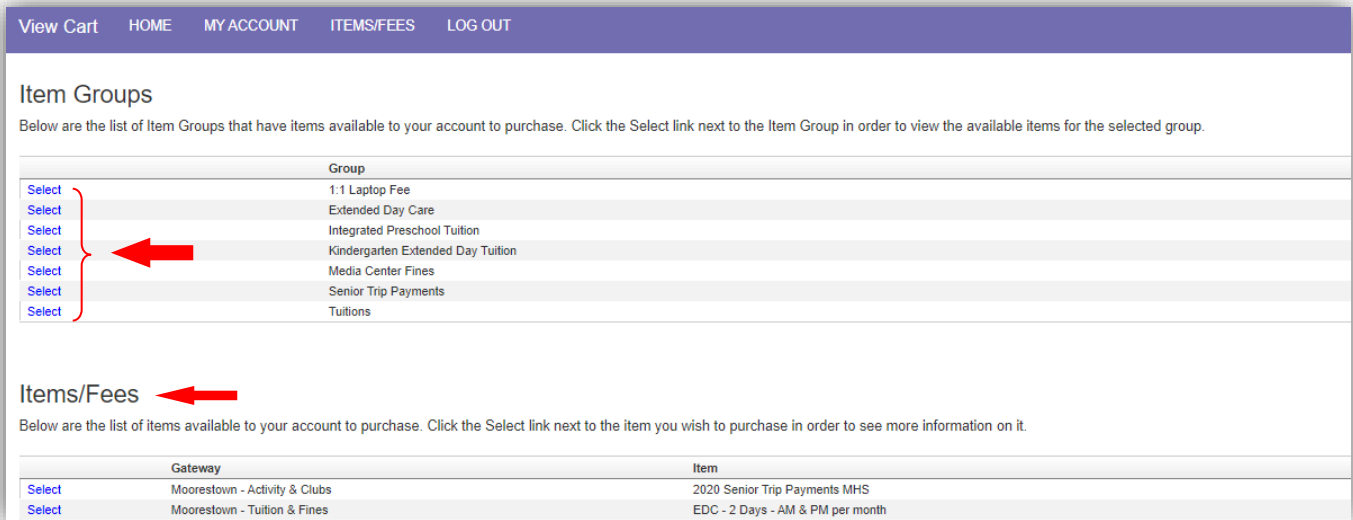 View Cart HOME MY ACCOUNT ITEMS/FEES LOG OUT
Item Groups
Below are the list of Item Groups that have items available to your account to purchase. Click the Select link next to the Item Group in order to view the available items for the selected group.
Group
Select 1:1 Laptop Fee
Select Extended Day Care
Select Integrated Preschool Tuition
Select Kindergarten Extended Day Tuition
Select Media Center Fines
Select Senior Trip Payments
Select Tuitions
Items/Fees
Below are the list of items available to your account to purchase. Click the Select link next to the item you wish to purchase in order to see more information on it.
Gateway Item
Select Moorestown - Activity & Clubs 2020 Senior Trip Payments MHS
Select Moorestown - Tuition & Fines EDC - 2 Days - AM & PM per month